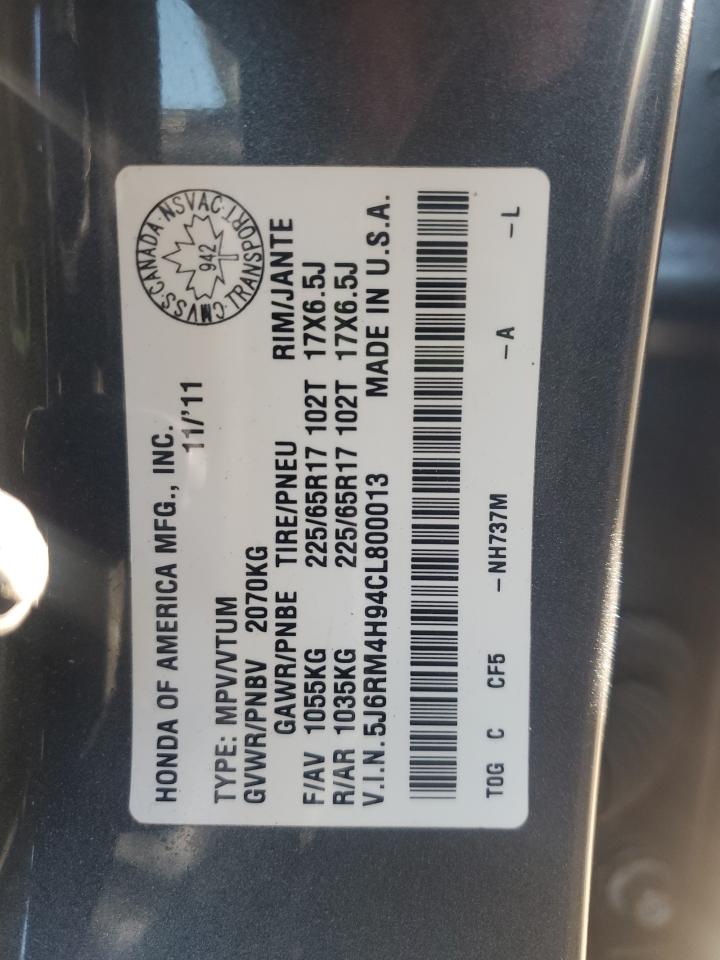 HONDA OF AMERICA MFG., INC.
11/'11
CMVSS·CANADA·NSVAC·TRANSPORT
942
TYPE: MPV/VTUM
GVWR/PNBV 2070KG
GAWR/PNBE TIRE/PNEU RIM/JANTE
F/AV 1055KG 225/65R17 102T 17X6.5J
R/AR 1035KG 225/65R17 102T 17X6.5J
V.I.N.5J6RM4H94CL800013 MADE IN U.S.A.
TOG C CF5 -NH737M -A -L